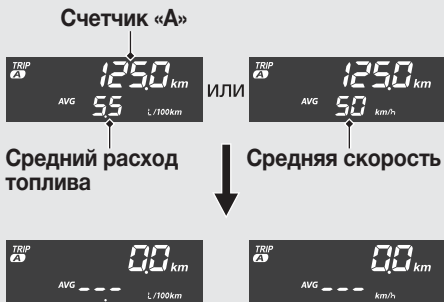 Счетчик «А»
TRIP A 125.0 km
AVG 5.5 L/100km
или
TRIP A 125.0 km
AVG 50 km/h
Средний расход топлива
Средняя скорость
TRIP A 0.0 km
AVG _ _._ L/100km
TRIP A 0.0 km
AVG _ _ _ km/h